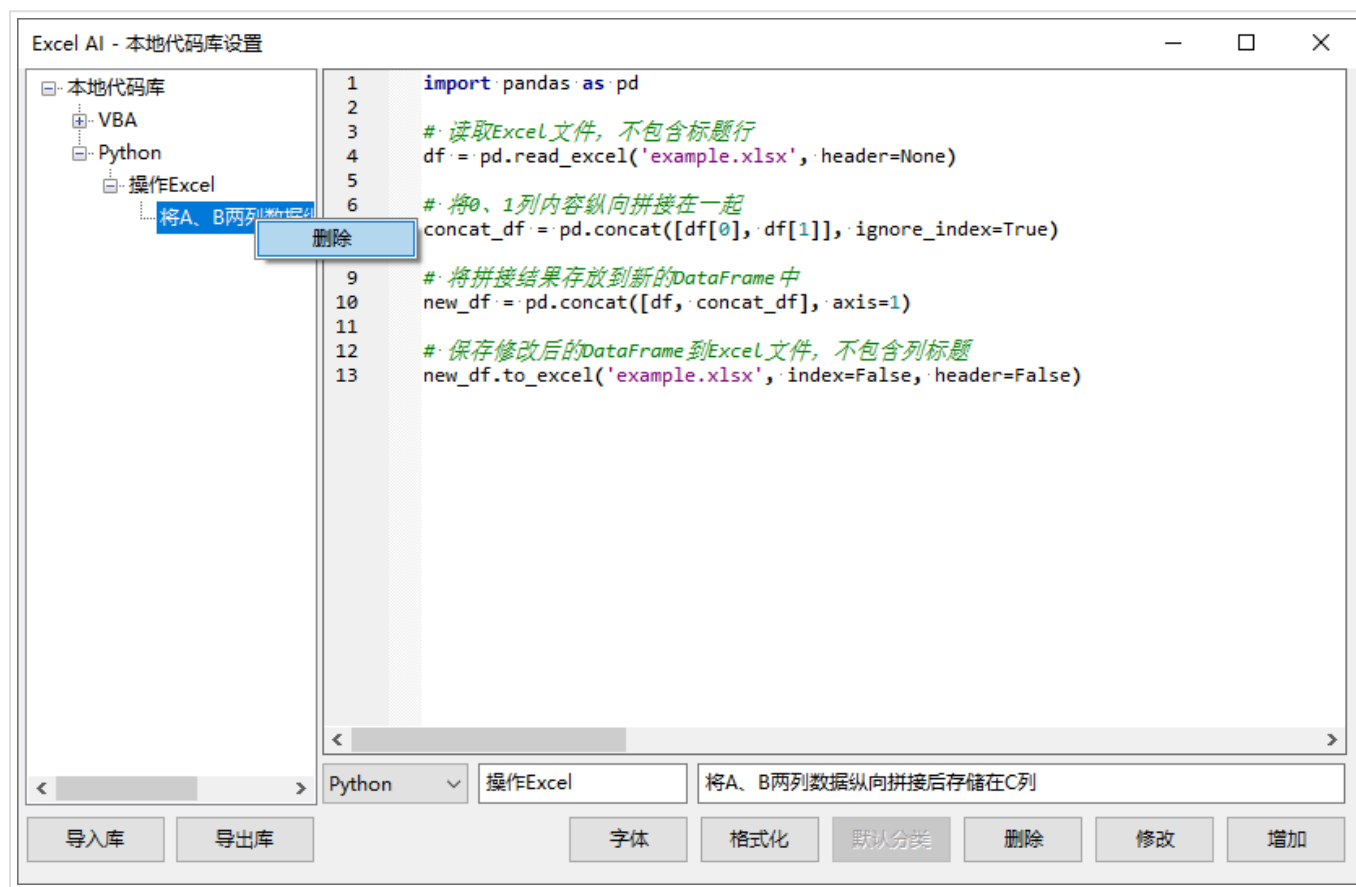 Excel AI - 本地代码库设置
本地代码库
VBA
Python
操作Excel
将A、B两列数据纵
删除
1 import pandas as pd
2
3 # 读取Excel文件，不包含标题行
4 df = pd.read_excel('example.xlsx', header=None)
5
6 # 将0、1列内容纵向拼接在一起
concat_df = pd.concat([df[0], df[1]], ignore_index=True)
9 # 将拼接结果存放到新的DataFrame中
10 new_df = pd.concat([df, concat_df], axis=1)
11
12 # 保存修改后的DataFrame到Excel文件，不包含列标题
13 new_df.to_excel('example.xlsx', index=False, header=False)
Python 操作Excel 将A、B两列数据纵向拼接后存储在C列
导入库 导出库 字体 格式化 默认分类 删除 修改 增加